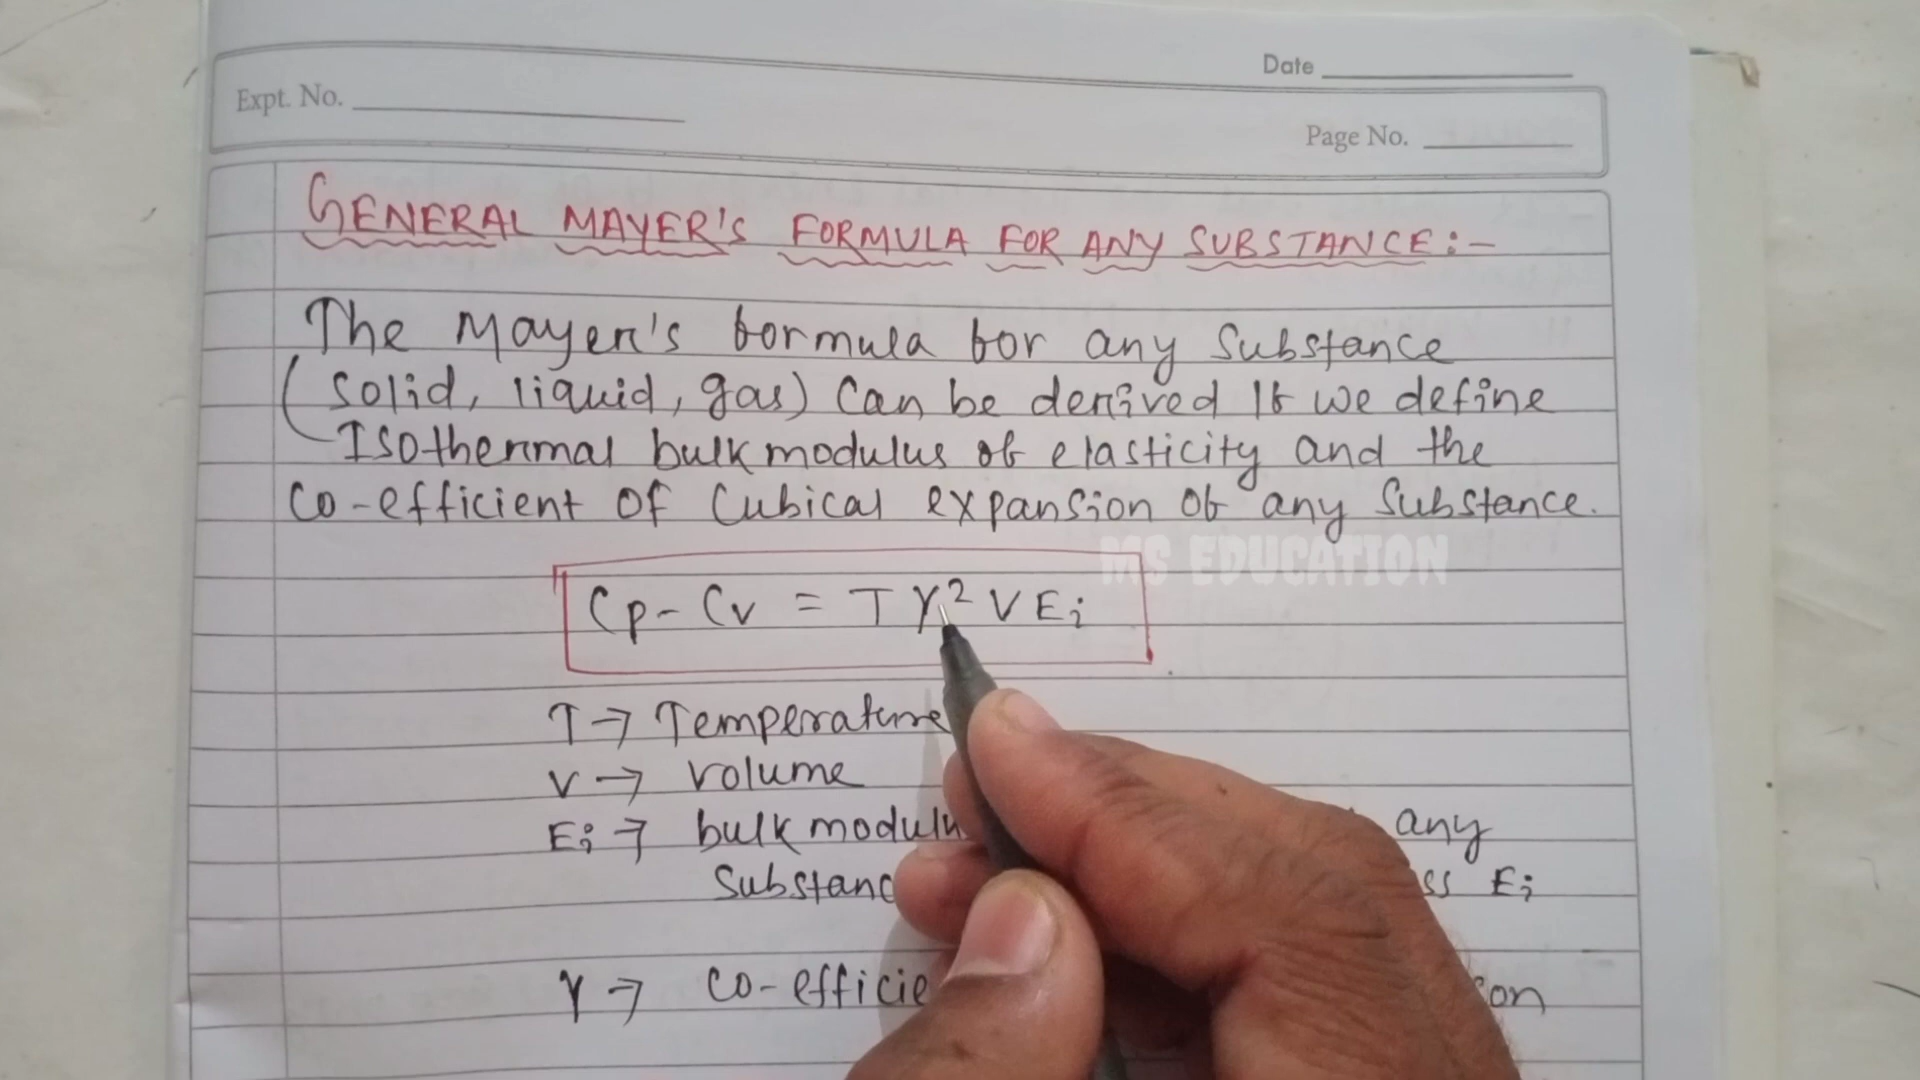 Date
Expt. No.
Page No.
GENERAL MAYER'S FORMULA FOR ANY SUBSTANCE:-
The Mayer's formula for any Substance
(solid, liquid, gas) can be derived If we define
Isothermal bulk modulus of elasticity and the
Co-efficient of Cubical expansion of any Substance.
MS EDUCATION
Cp - Cv = T γ² V Ei
T → Temperature
V → volume
Ei → bulk modulu any
Substanc ss Ei
γ → Co-efficie on